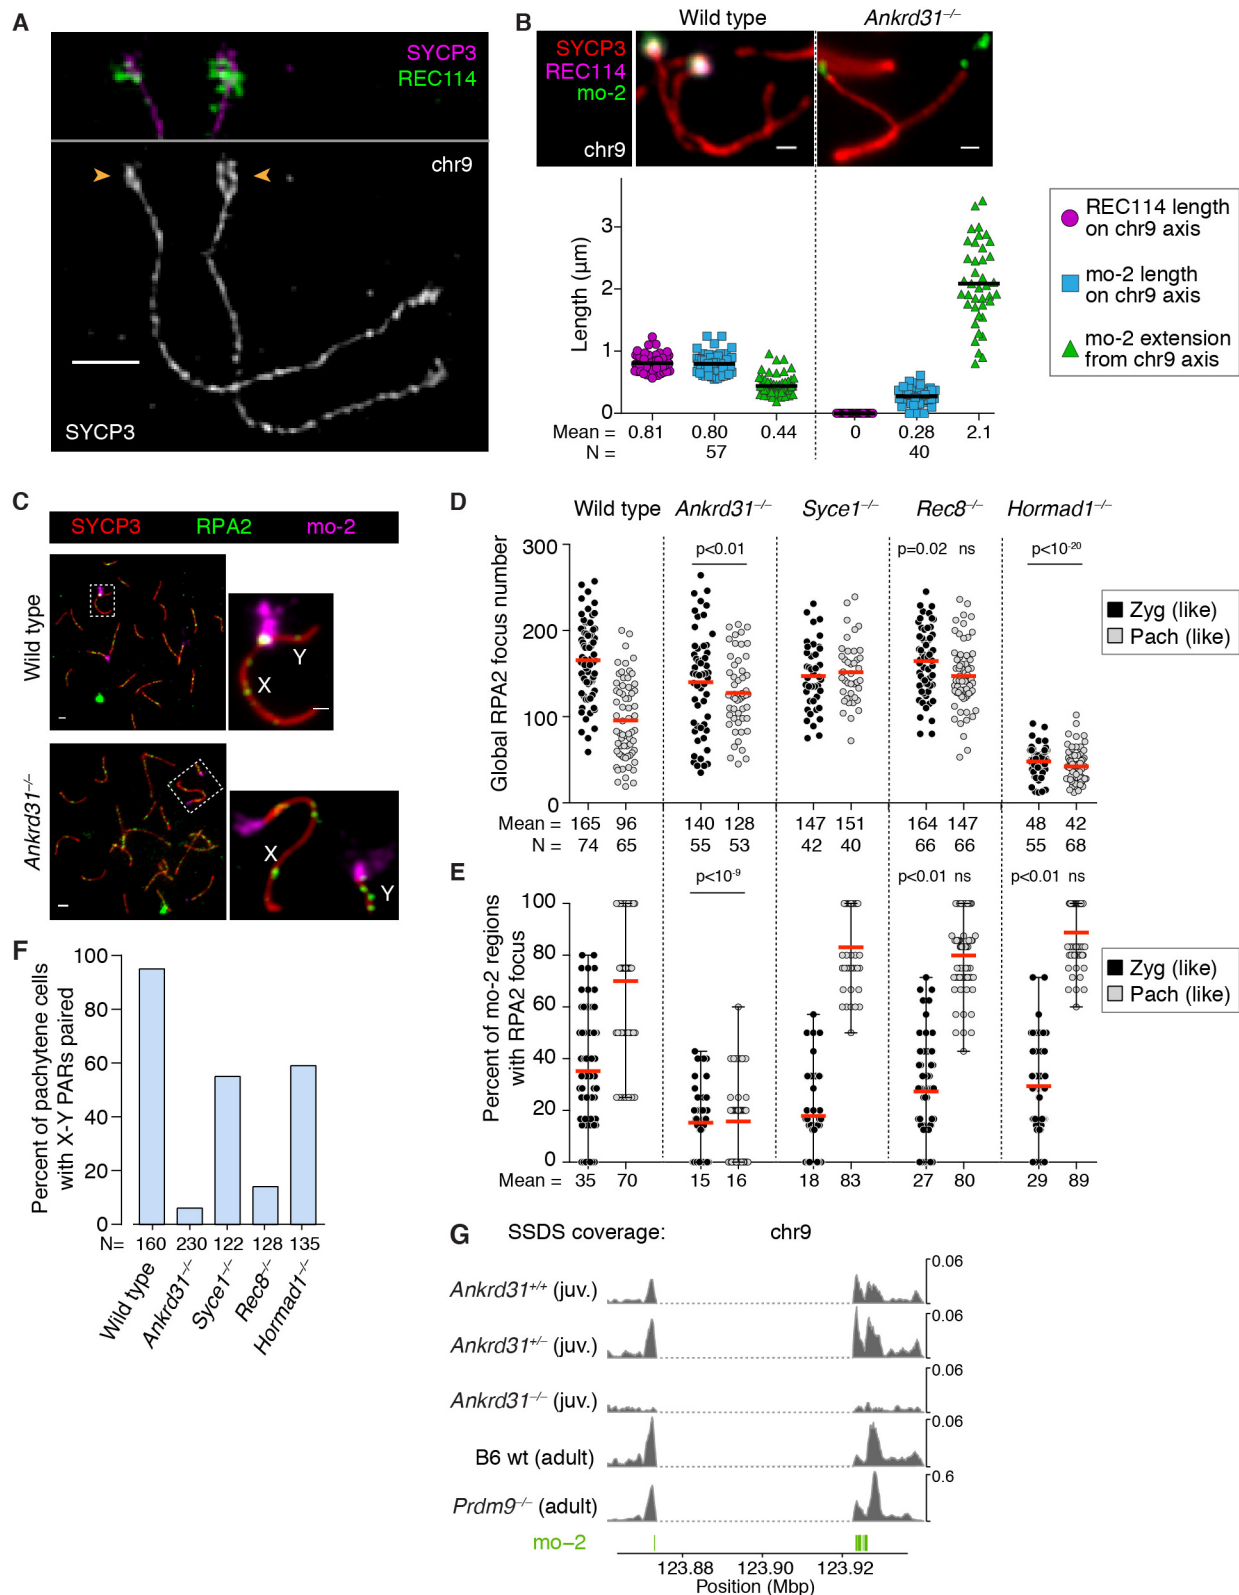 A
SYCP3
REC114
chr9
SYCP3
B
Wild type
Ankrd31–/–
SYCP3
REC114
mo-2
chr9
Length (µm)
3
2
1
0
Mean = 0.81 0.80 0.44 0 0.28 2.1
N = 57 40
REC114 length
on chr9 axis
mo-2 length
on chr9 axis
mo-2 extension
from chr9 axis
C
SYCP3 RPA2 mo-2
Wild type
X
Y
Ankrd31–/–
X
Y
D
Wild type Ankrd31–/– Syce1–/– Rec8–/– Hormad1–/–
Global RPA2 focus number
300
200
100
0
p<0.01
p=0.02 ns
p<10-20
Zyg (like)
Pach (like)
Mean = 165 96 140 128 147 151 164 147 48 42
N = 74 65 55 53 42 40 66 66 55 68
E
Percent of mo-2 regions
with RPA2 focus
100
80
60
40
20
0
p<10-9
p<0.01 ns
p<0.01 ns
Zyg (like)
Pach (like)
Mean = 35 70 15 16 18 83 27 80 29 89
F
Percent of pachytene cells
with X-Y PARs paired
100
80
60
40
20
0
N= 160 230 122 128 135
Wild type
Ankrd31–/–
Syce1–/–
Rec8–/–
Hormad1–/–
G
SSDS coverage: chr9
Ankrd31+/+ (juv.)
0.06
Ankrd31+/– (juv.)
0.06
Ankrd31–/– (juv.)
0.06
B6 wt (adult)
0.06
Prdm9–/– (adult)
0.6
mo–2
123.88 123.90 123.92
Position (Mbp)